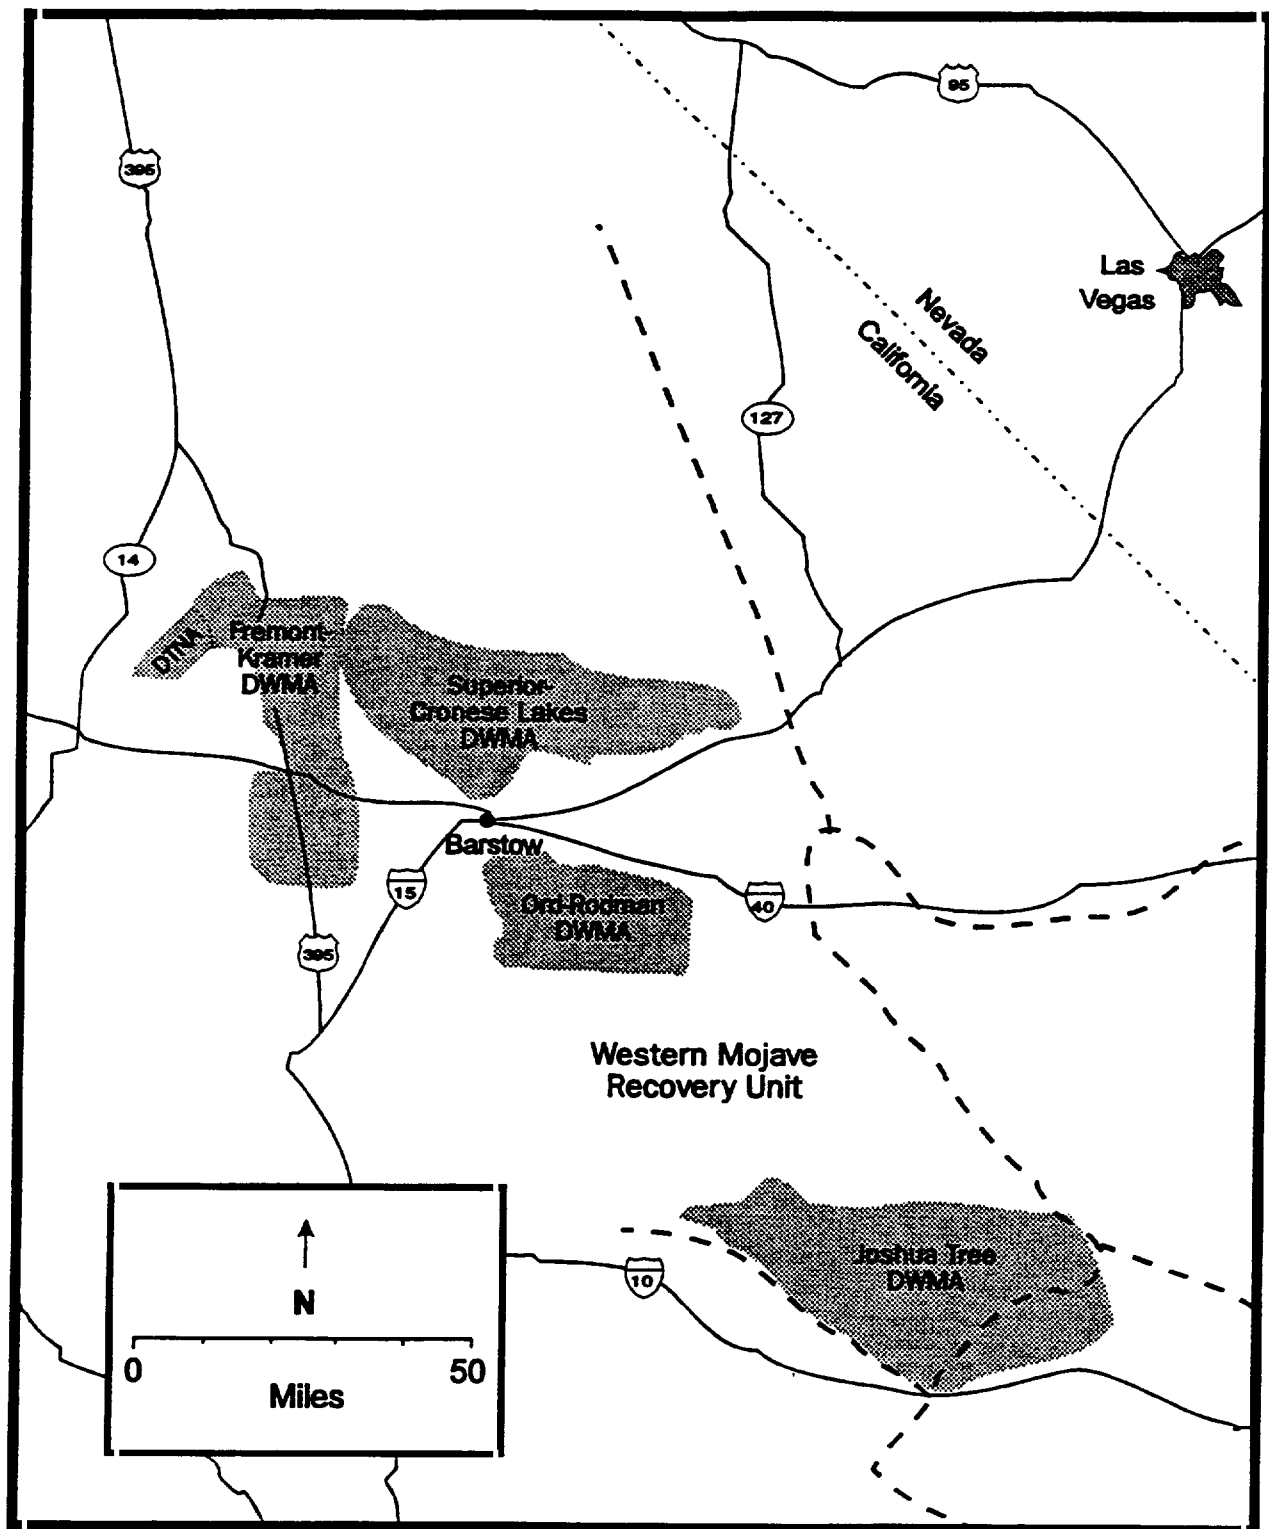 95
395
Las
Vegas
Nevada
California
127
14
DTNA
Fremont-
Kramer
DWMA
Superior-
Cronese Lakes
DWMA
Barstow
15
40
Ord-Rodman
DWMA
395
Western Mojave
Recovery Unit
Joshua Tree
DWMA
10
N
0
50
Miles